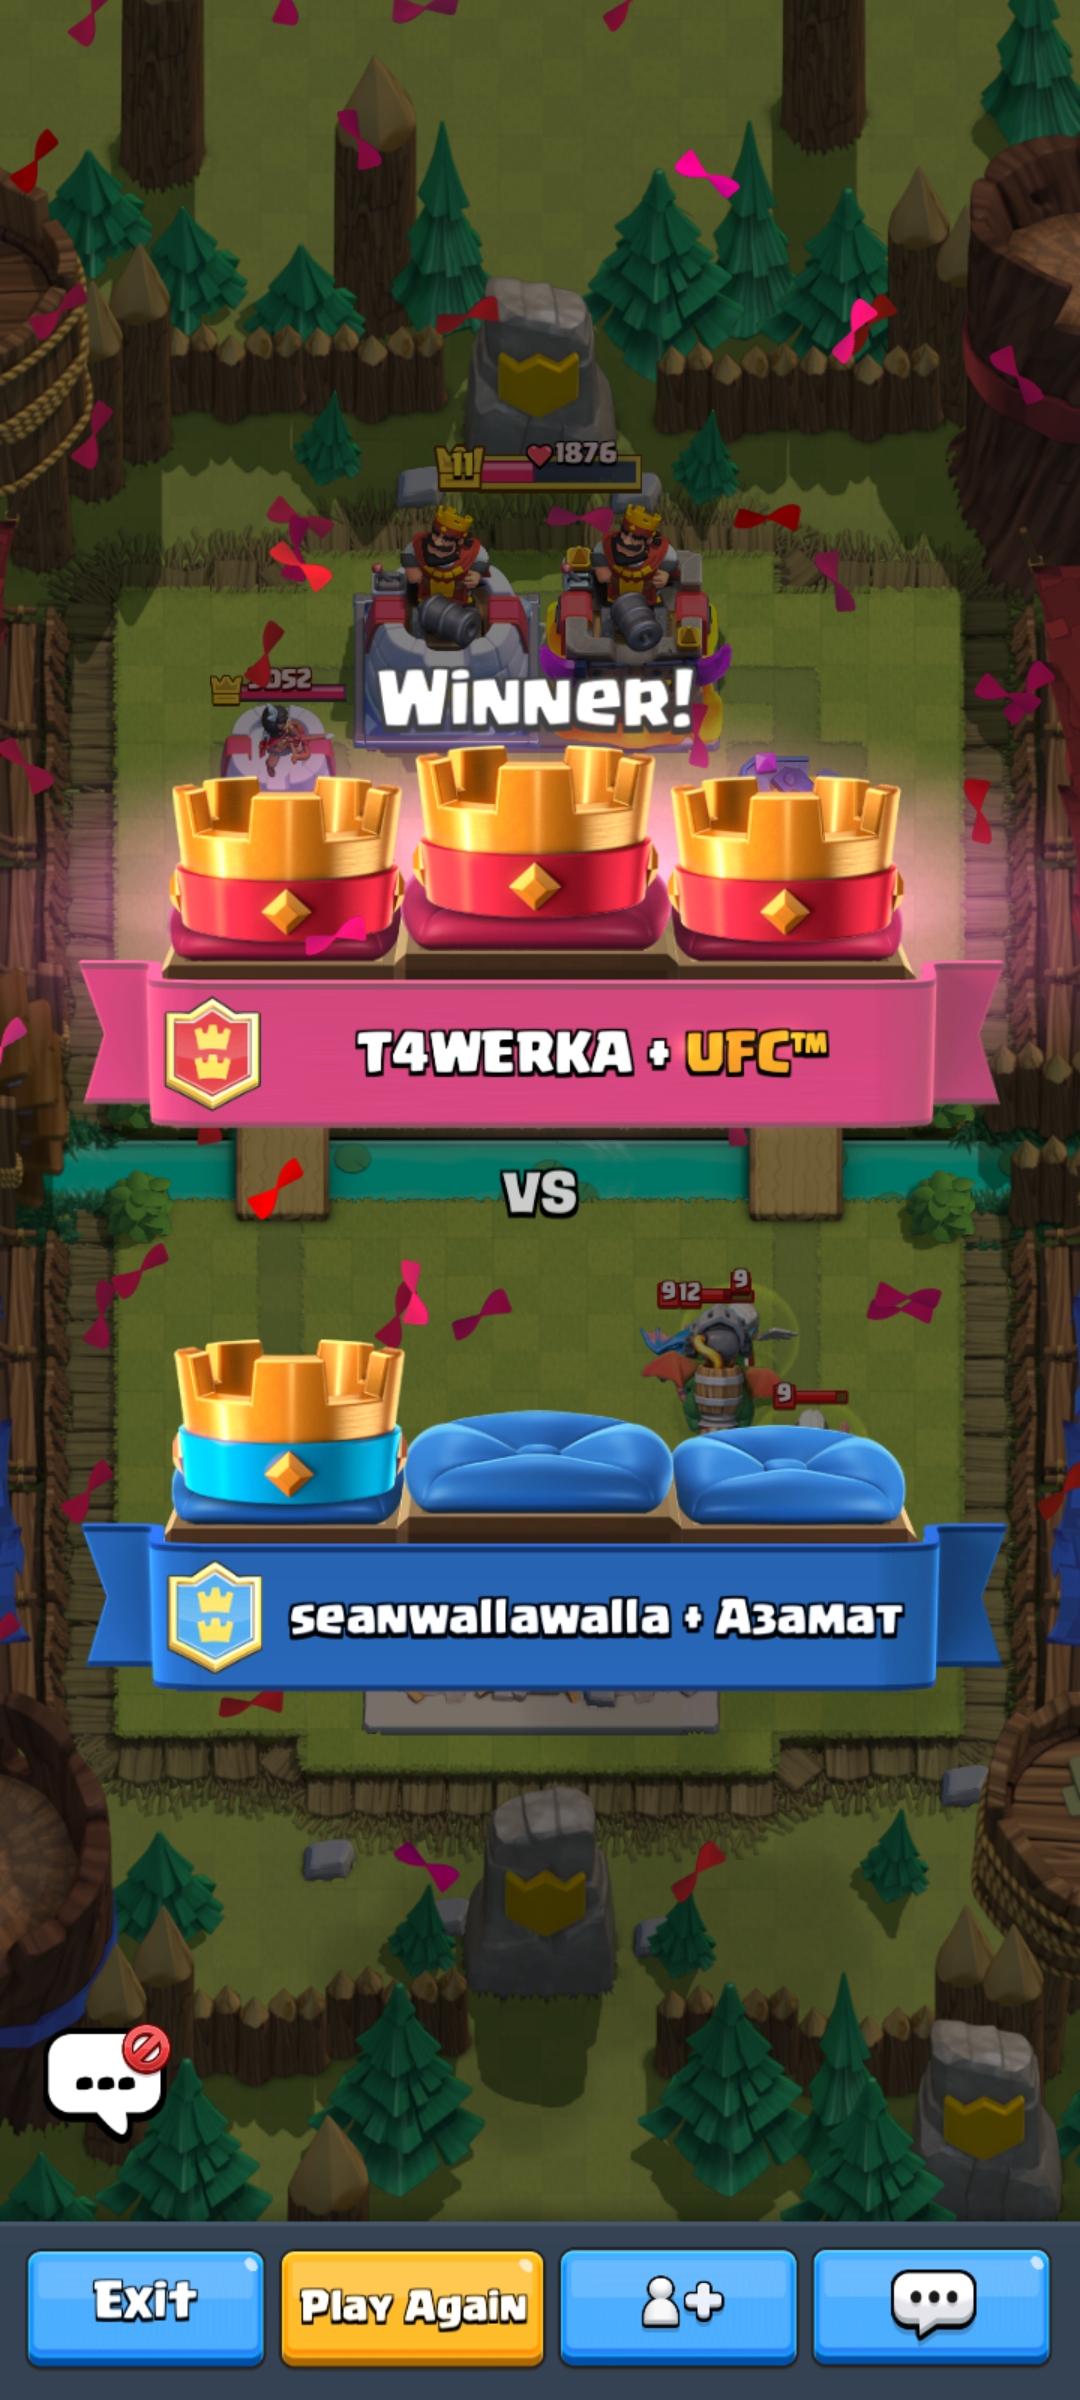 11 1876
Winner!
T4WERKA + UFC™
VS
912 9
9
seanwallawalla + Азамат
Exit
Play Again